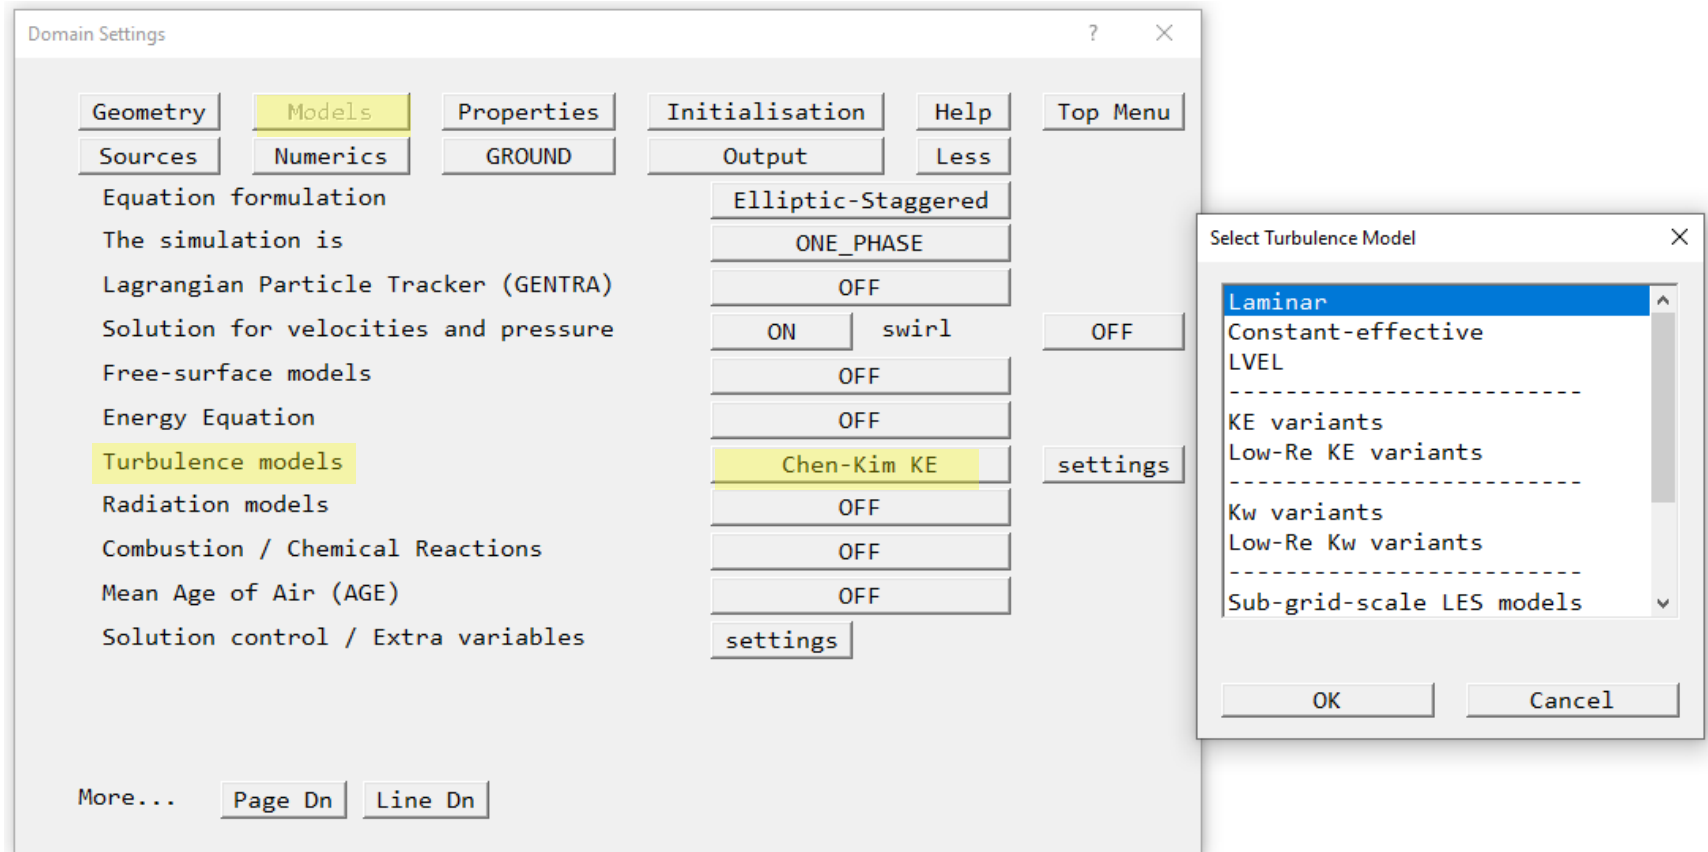 Domain Settings ?
Geometry Models Properties Initialisation Help Top Menu
Sources Numerics GROUND Output Less
Equation formulation Elliptic-Staggered
The simulation is ONE_PHASE
Lagrangian Particle Tracker (GENTRA) OFF
Solution for velocities and pressure ON swirl OFF
Free-surface models OFF
Energy Equation OFF
Turbulence models Chen-Kim KE settings
Radiation models OFF
Combustion / Chemical Reactions OFF
Mean Age of Air (AGE) OFF
Solution control / Extra variables settings
More... Page Dn Line Dn
Select Turbulence Model
Laminar
Constant-effective
LVEL
-------------------------
KE variants
Low-Re KE variants
-------------------------
Kw variants
Low-Re Kw variants
-------------------------
Sub-grid-scale LES models
OK Cancel